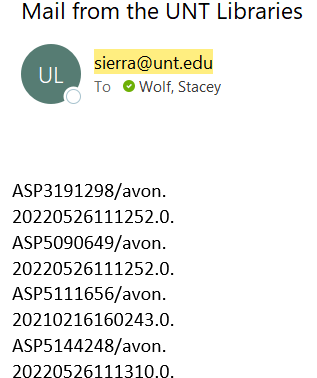 Mail from the UNT Libraries
UL
sierra@unt.edu
To Wolf, Stacey
ASP3191298/avon.
20220526111252.0.
ASP5090649/avon.
20220526111252.0.
ASP5111656/avon.
20210216160243.0.
ASP5144248/avon.
20220526111310.0.